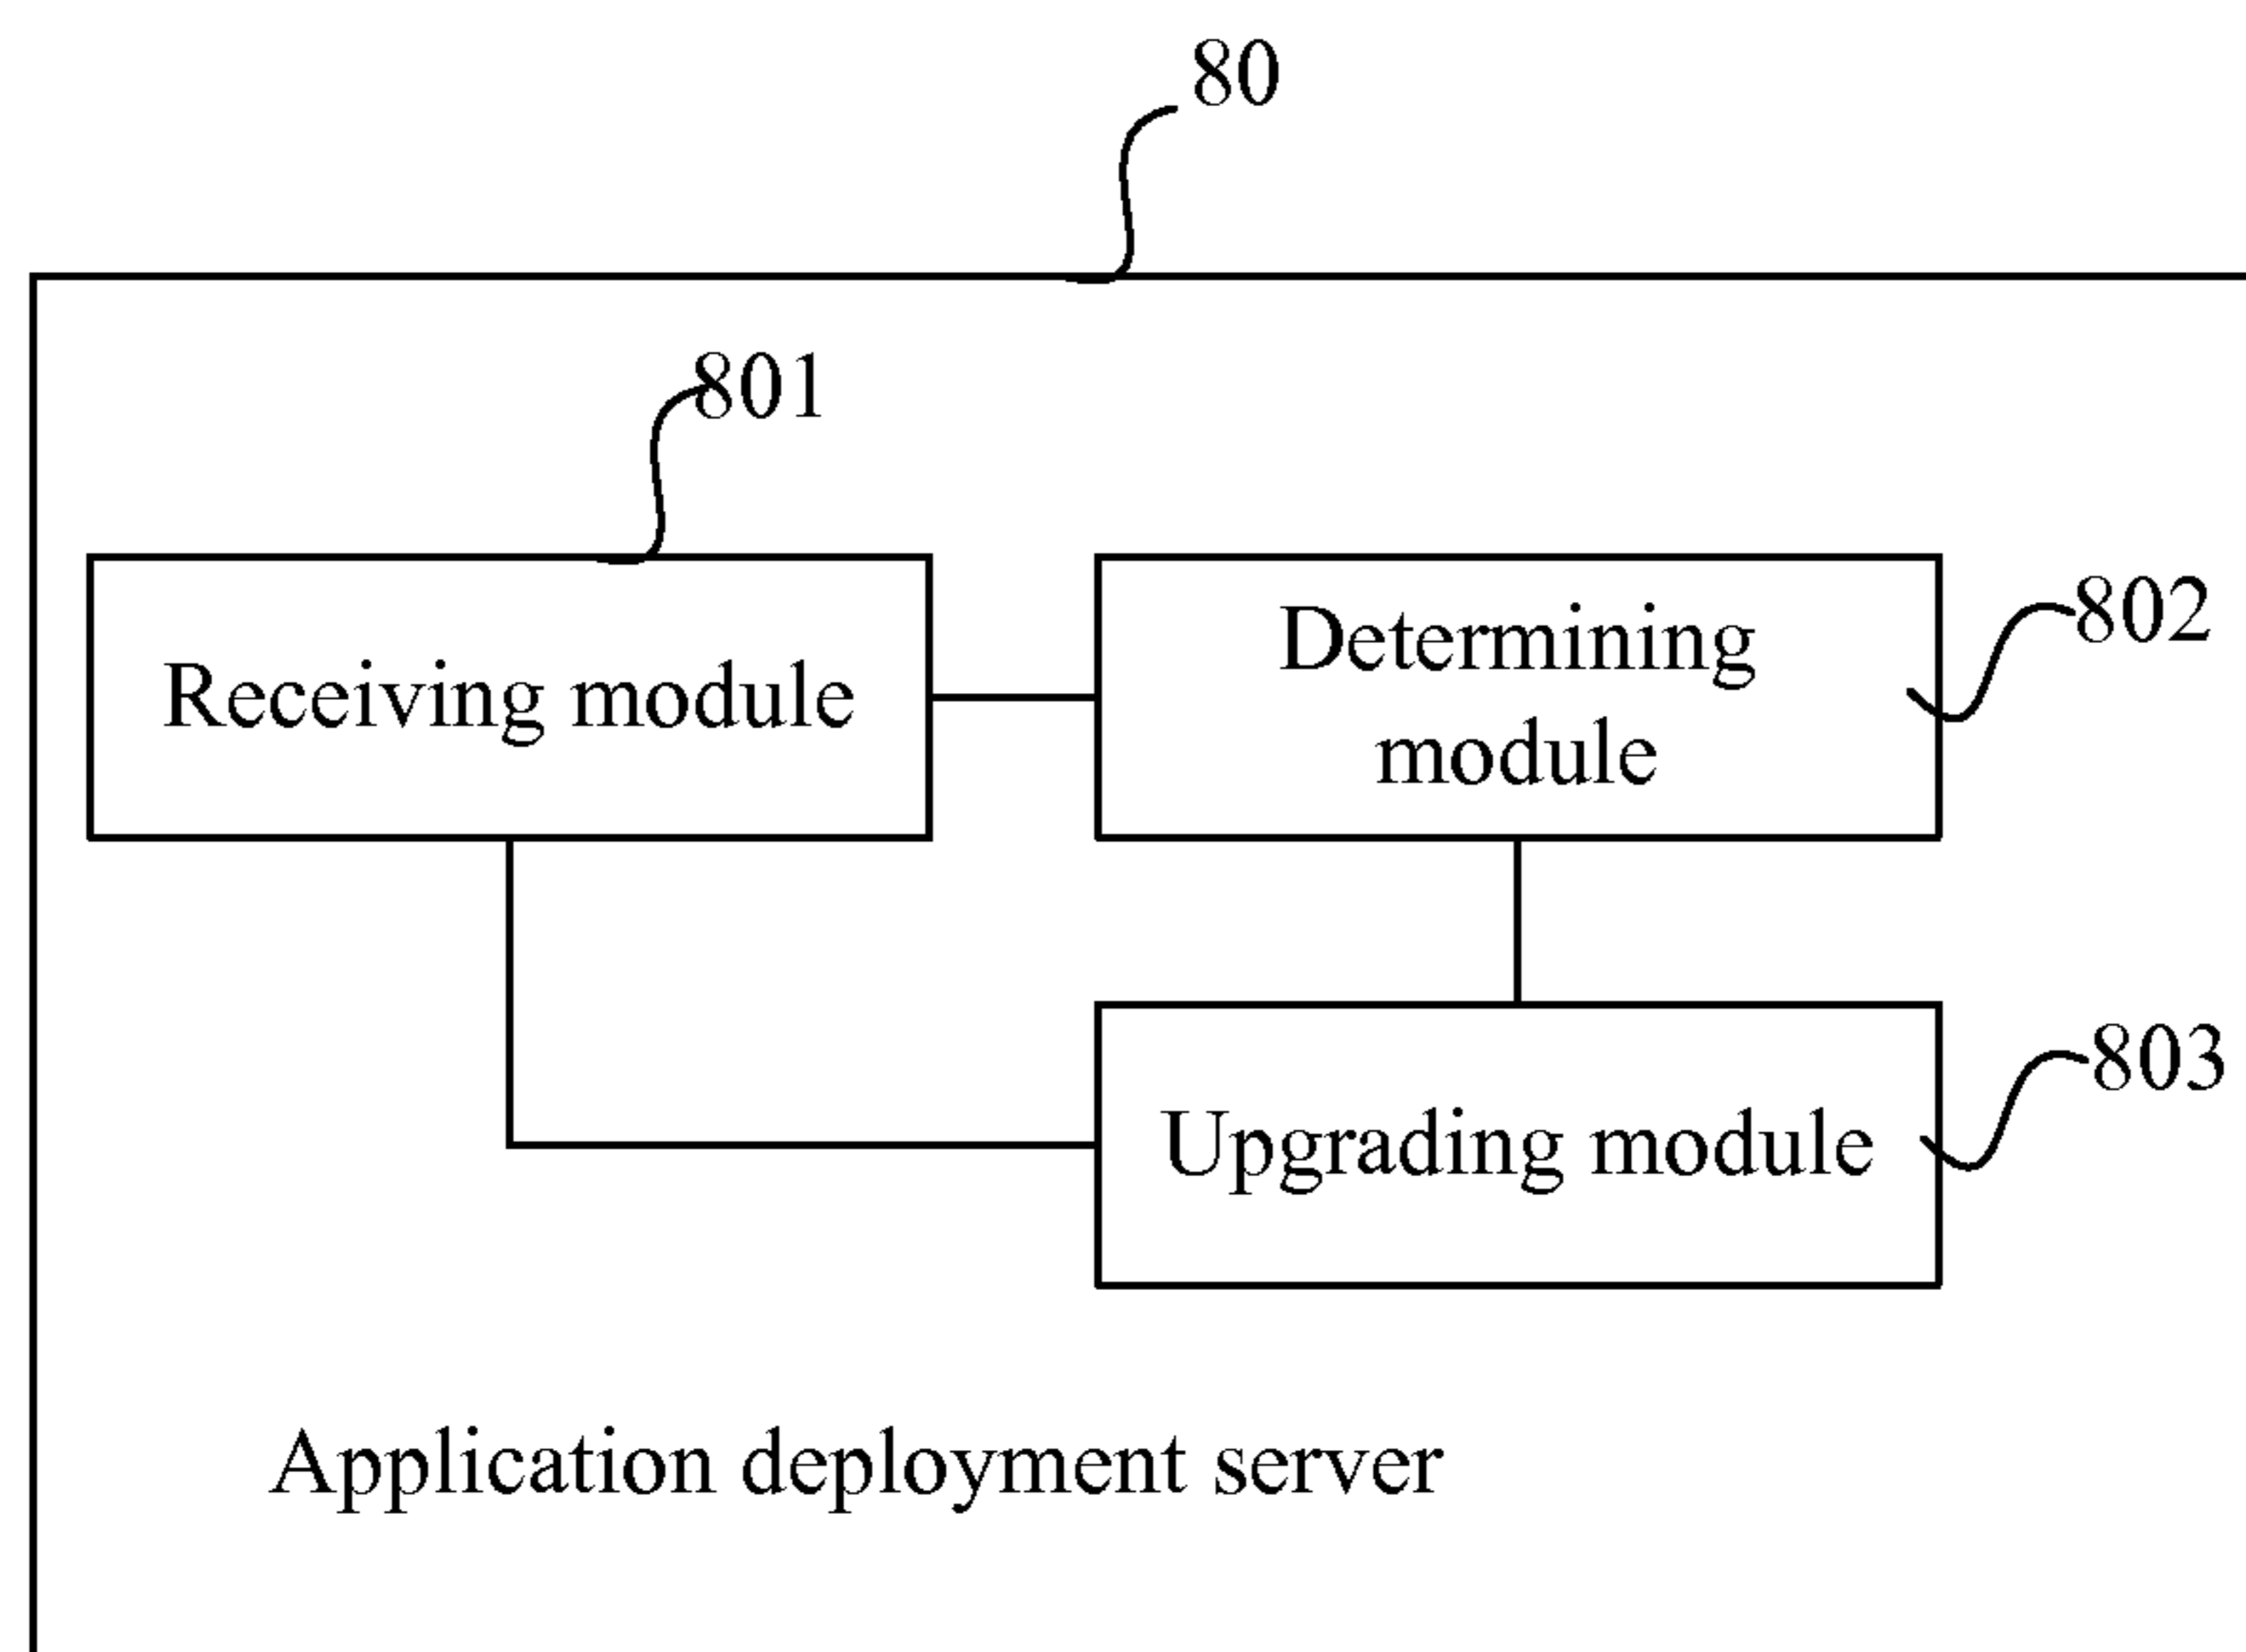 80
801
802
Receiving module
Determining
module
803
Upgrading module
Application deployment server